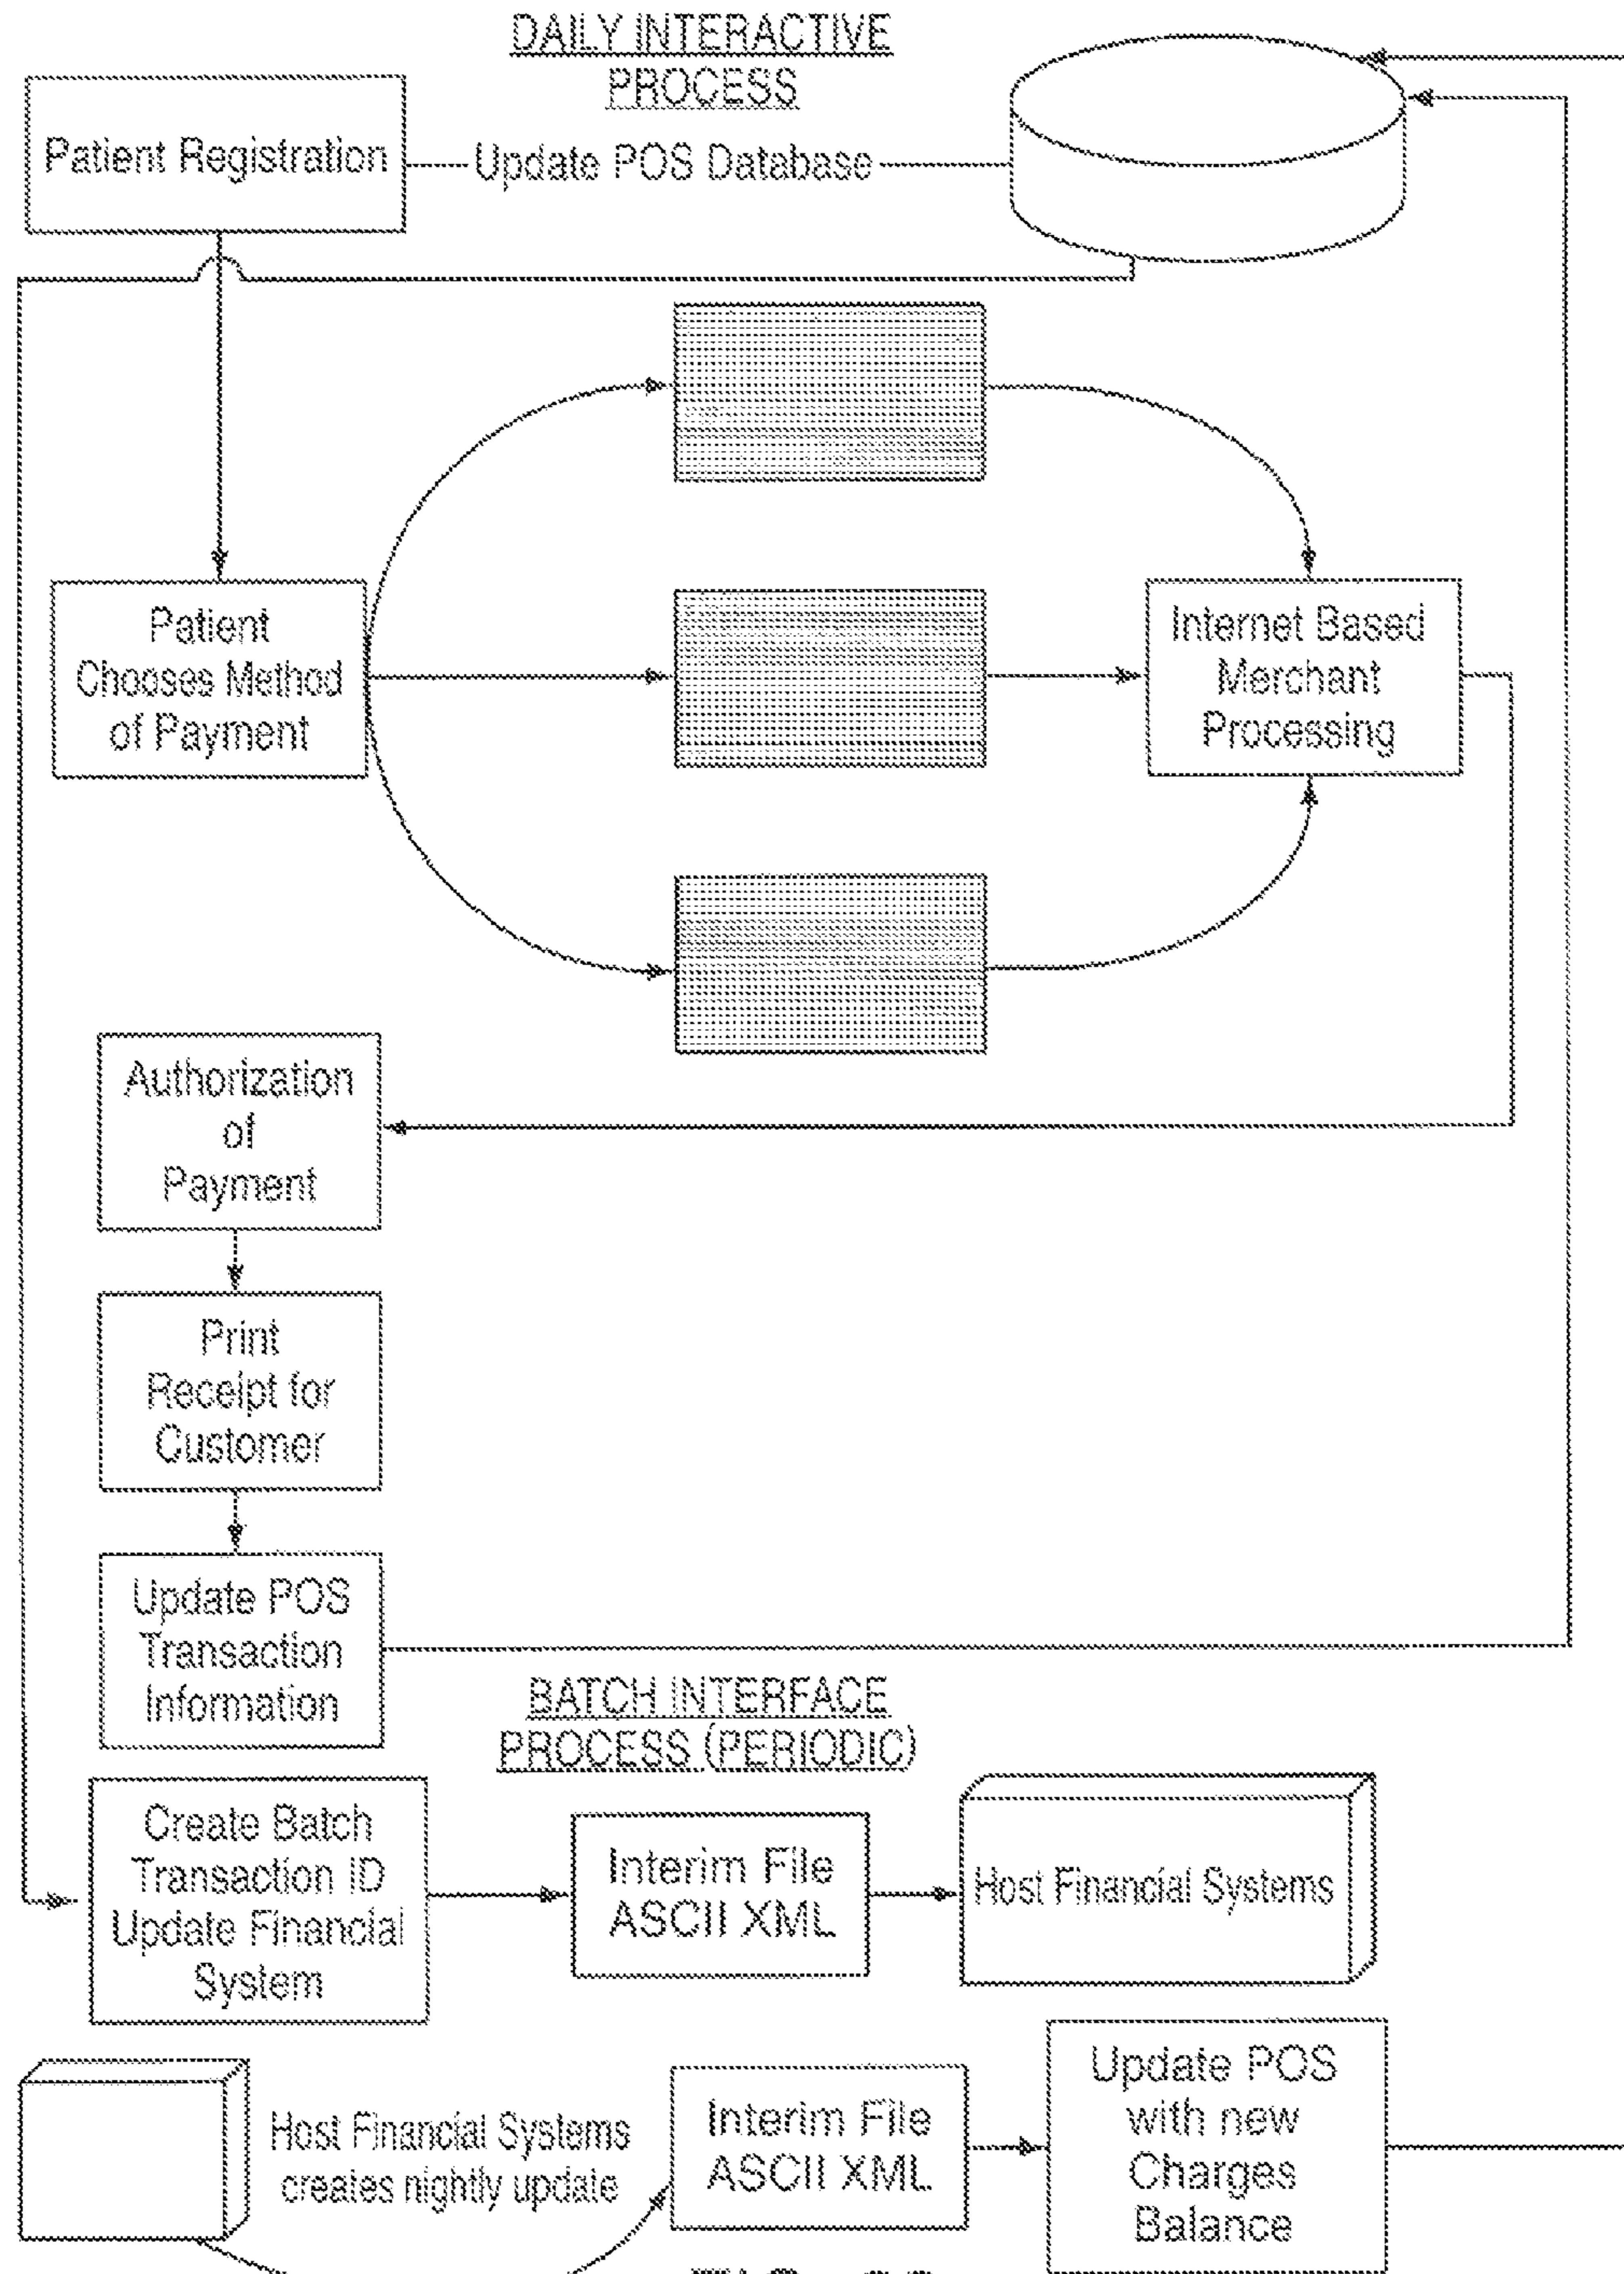 DAILY INTERACTIVE
PROCESS
Patient Registration
Update POS Database
Patient
Chooses Method
of Payment
Internet Based
Merchant
Processing
Authorization
of
Payment
Print
Receipt for
Customer
Update POS
Transaction
Information
BATCH INTERFACE
PROCESS (PERIODIC)
Create Batch
Transaction ID
Update Financial
System
Interim File
ASCII XML
Host Financial Systems
Host Financial Systems
creates nightly update
Interim File
ASCII XML
Update POS
with new
Charges
Balance